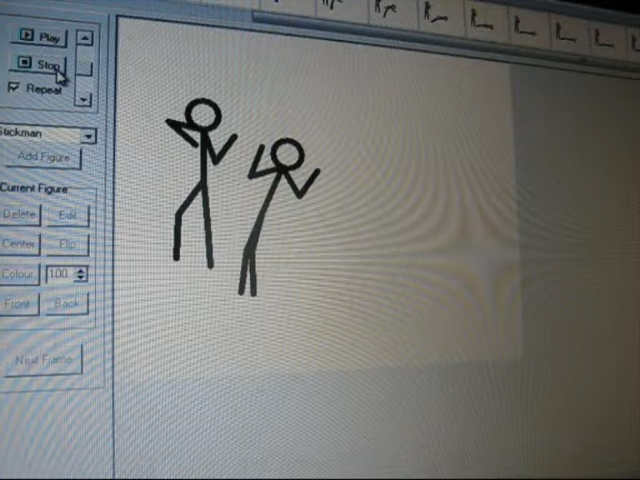 Play
Stop
Repeat
Stickman
Add Figure
Current Figure:
Delete Edit
Center Flip
Colour 100
Front Back
Next Frame